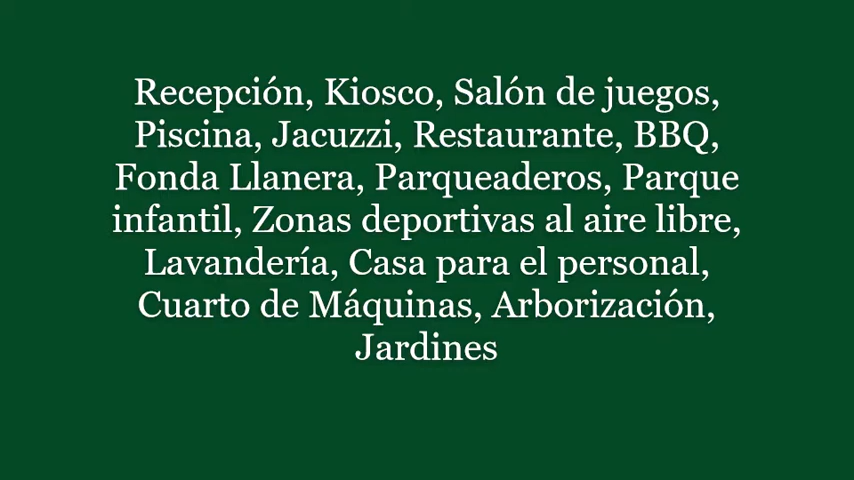 Recepción, Kiosco, Salón de juegos,
Piscina, Jacuzzi, Restaurante, BBQ,
Fonda Llanera, Parqueaderos, Parque
infantil, Zonas deportivas al aire libre,
Lavandería, Casa para el personal,
Cuarto de Máquinas, Arborización,
Jardines